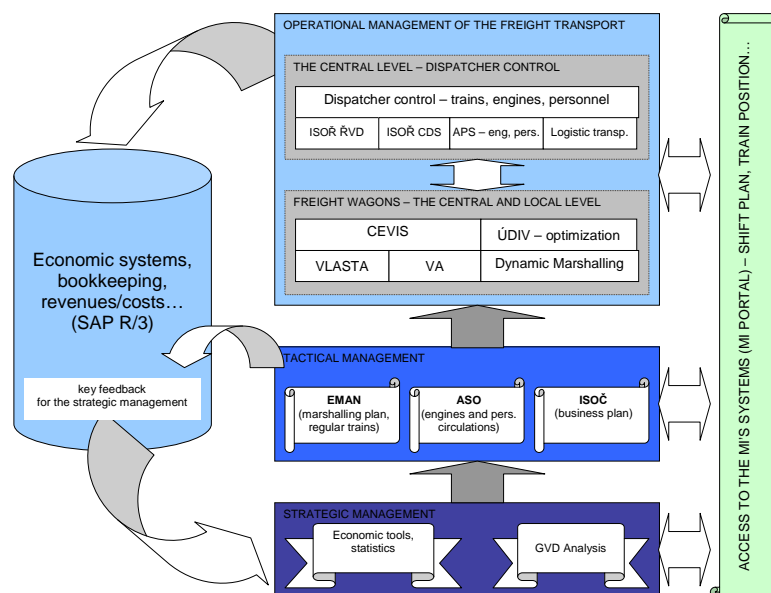 OPERATIONAL MANAGEMENT OF THE FREIGHT TRANSPORT
THE CENTRAL LEVEL – DISPATCHER CONTROL
Dispatcher control – trains, engines, personnel
ISOŘ ŘVD
ISOŘ CDS
APS – eng, pers.
Logistic transp.
FREIGHT WAGONS – THE CENTRAL AND LOCAL LEVEL
CEVIS
ÚDIV – optimization
VLASTA
VA
Dynamic Marshalling
Economic systems,
bookkeeping,
revenues/costs…
(SAP R/3)
key feedback
for the strategic management
TACTICAL MANAGEMENT
EMAN
(marshalling plan,
regular trains)
ASO
(engines and pers.
circulations)
ISOČ
(business plan)
STRATEGIC MANAGEMENT
Economic tools,
statistics
GVD Analysis
ACCESS TO THE MI'S SYSTEMS (MI PORTAL) – SHIFT PLAN, TRAIN POSITION…